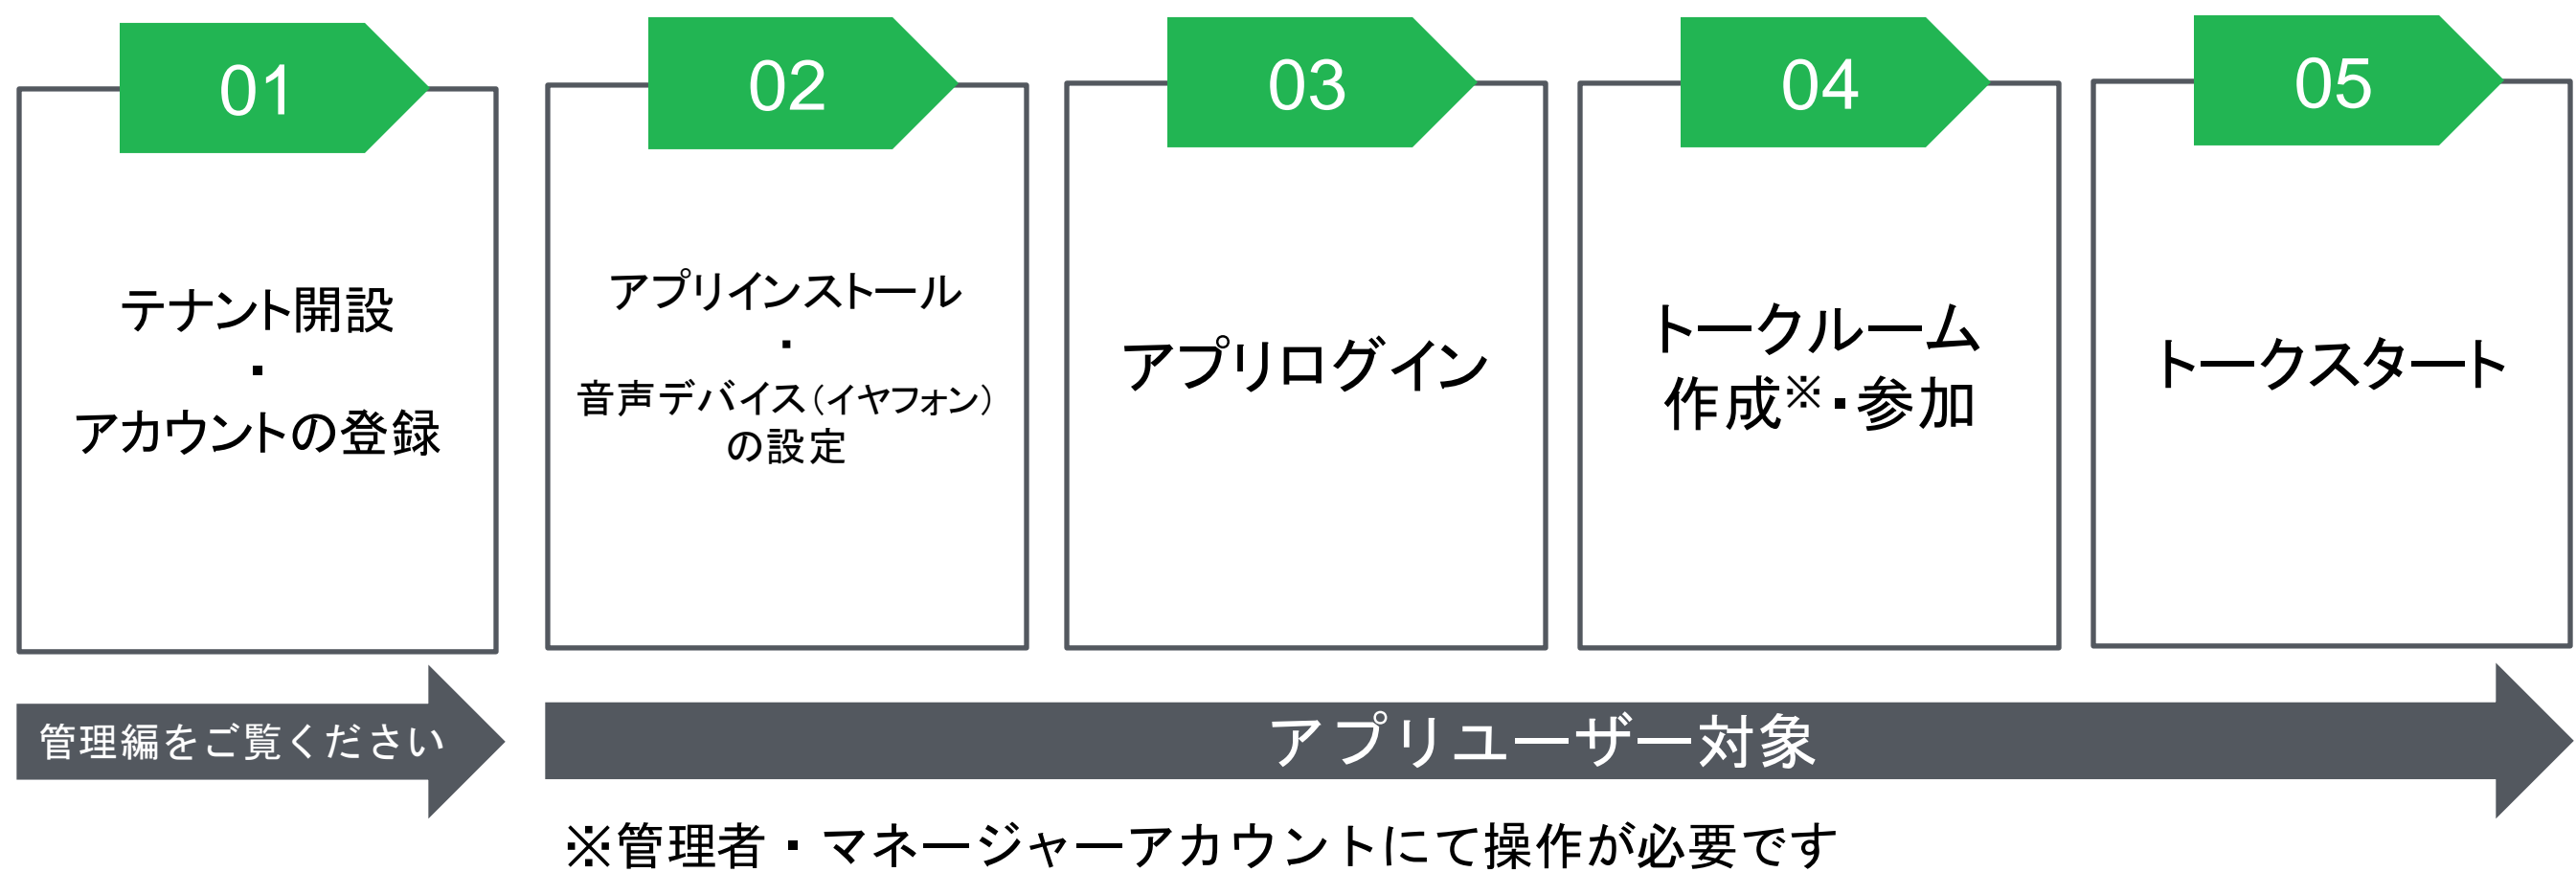 01
テナント開設
・
アカウントの登録
02
アプリインストール
・
音声デバイス(イヤフォン)
の設定
03
アプリログイン
04
トークルーム
作成※・参加
05
トークスタート
管理編をご覧ください
アプリユーザー対象
※管理者・マネージャーアカウントにて操作が必要です